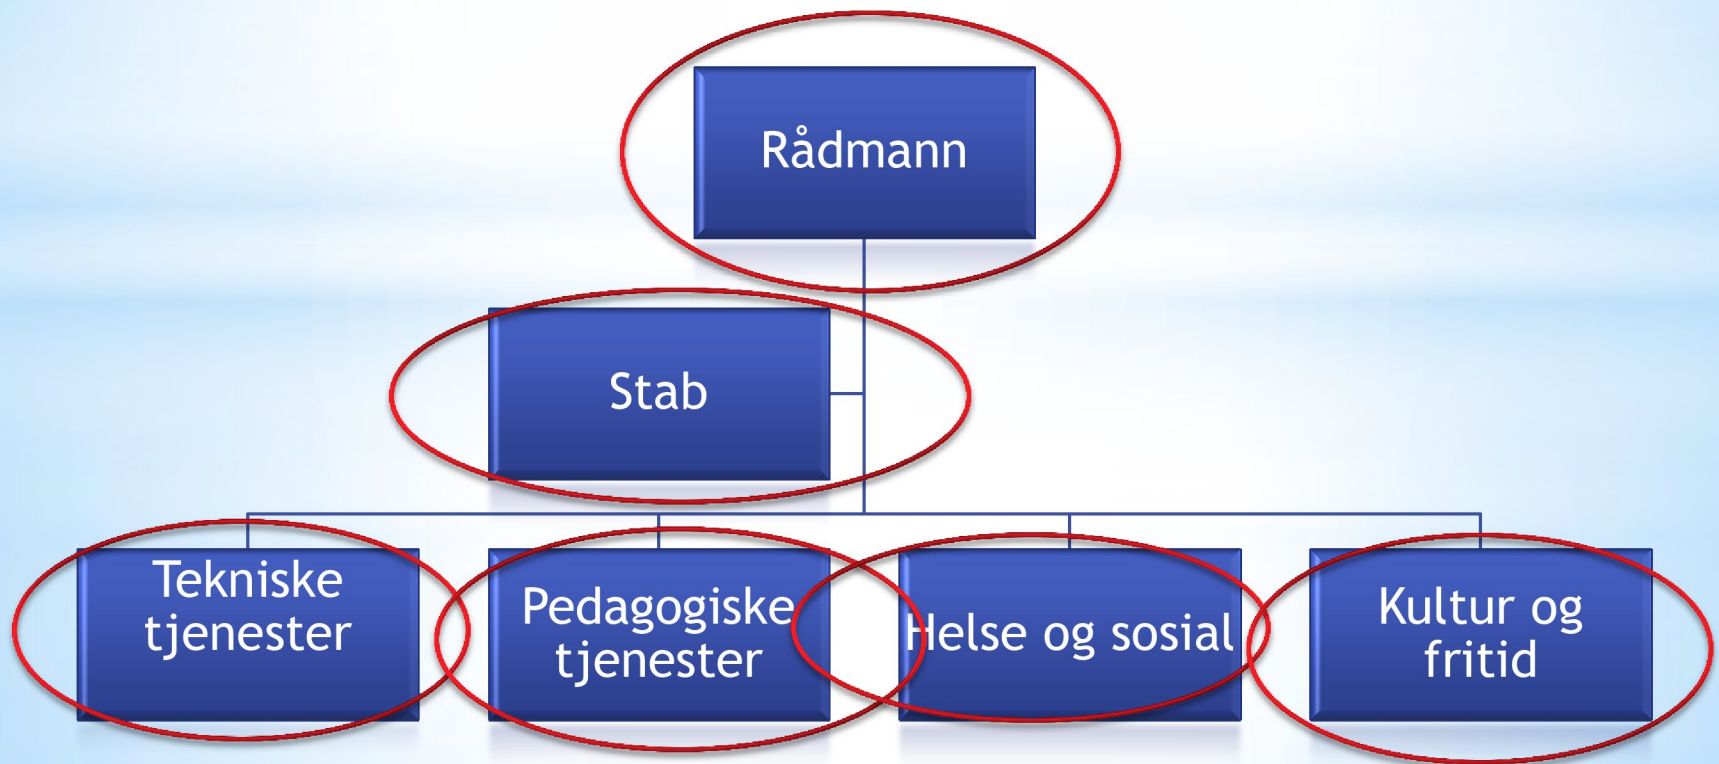 Rådmann
Stab
Tekniske
tjenester
Pedagogiske
tjenester
Helse og sosial
Kultur og
fritid